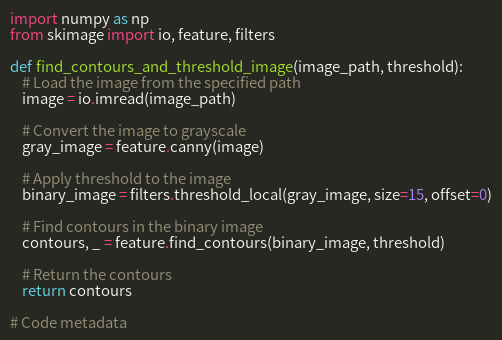 import numpy as np
from skimage import io, feature, filters
def find_contours_and_threshold_image(image_path, threshold):
# Load the image from the specified path
image = io.imread(image_path)
# Convert the image to grayscale
gray_image = feature.canny(image)
# Apply threshold to the image
binary_image = filters.threshold_local(gray_image, size=15, offset=0)
# Find contours in the binary image
contours, _ = feature.find_contours(binary_image, threshold)
# Return the contours
return contours
# Code metadata